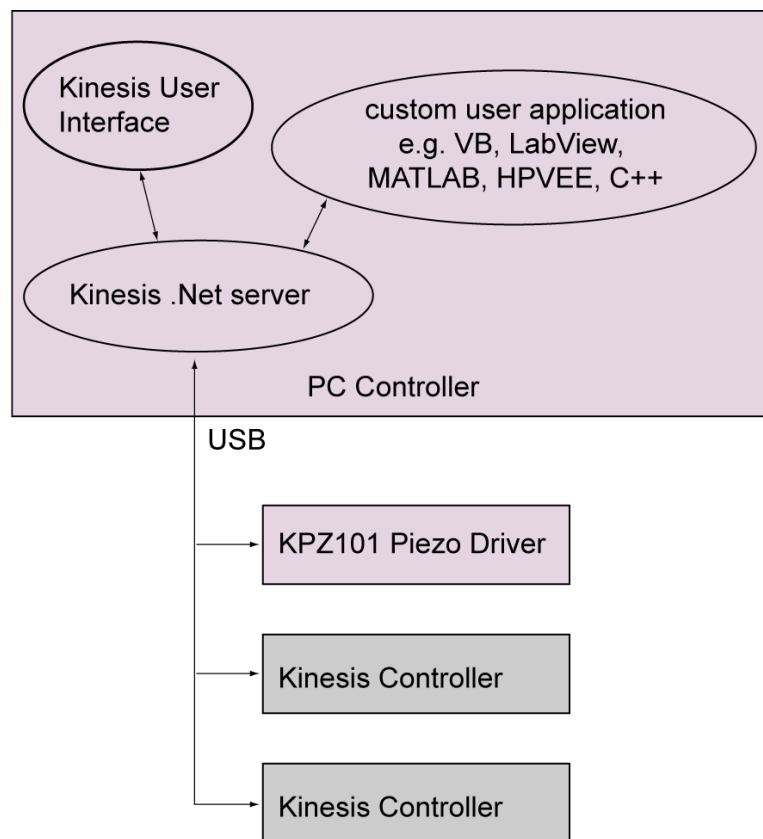 Kinesis User
Interface
custom user application
e.g. VB, LabView,
MATLAB, HPVEE, C++
Kinesis .Net server
PC Controller
USB
KPZ101 Piezo Driver
Kinesis Controller
Kinesis Controller